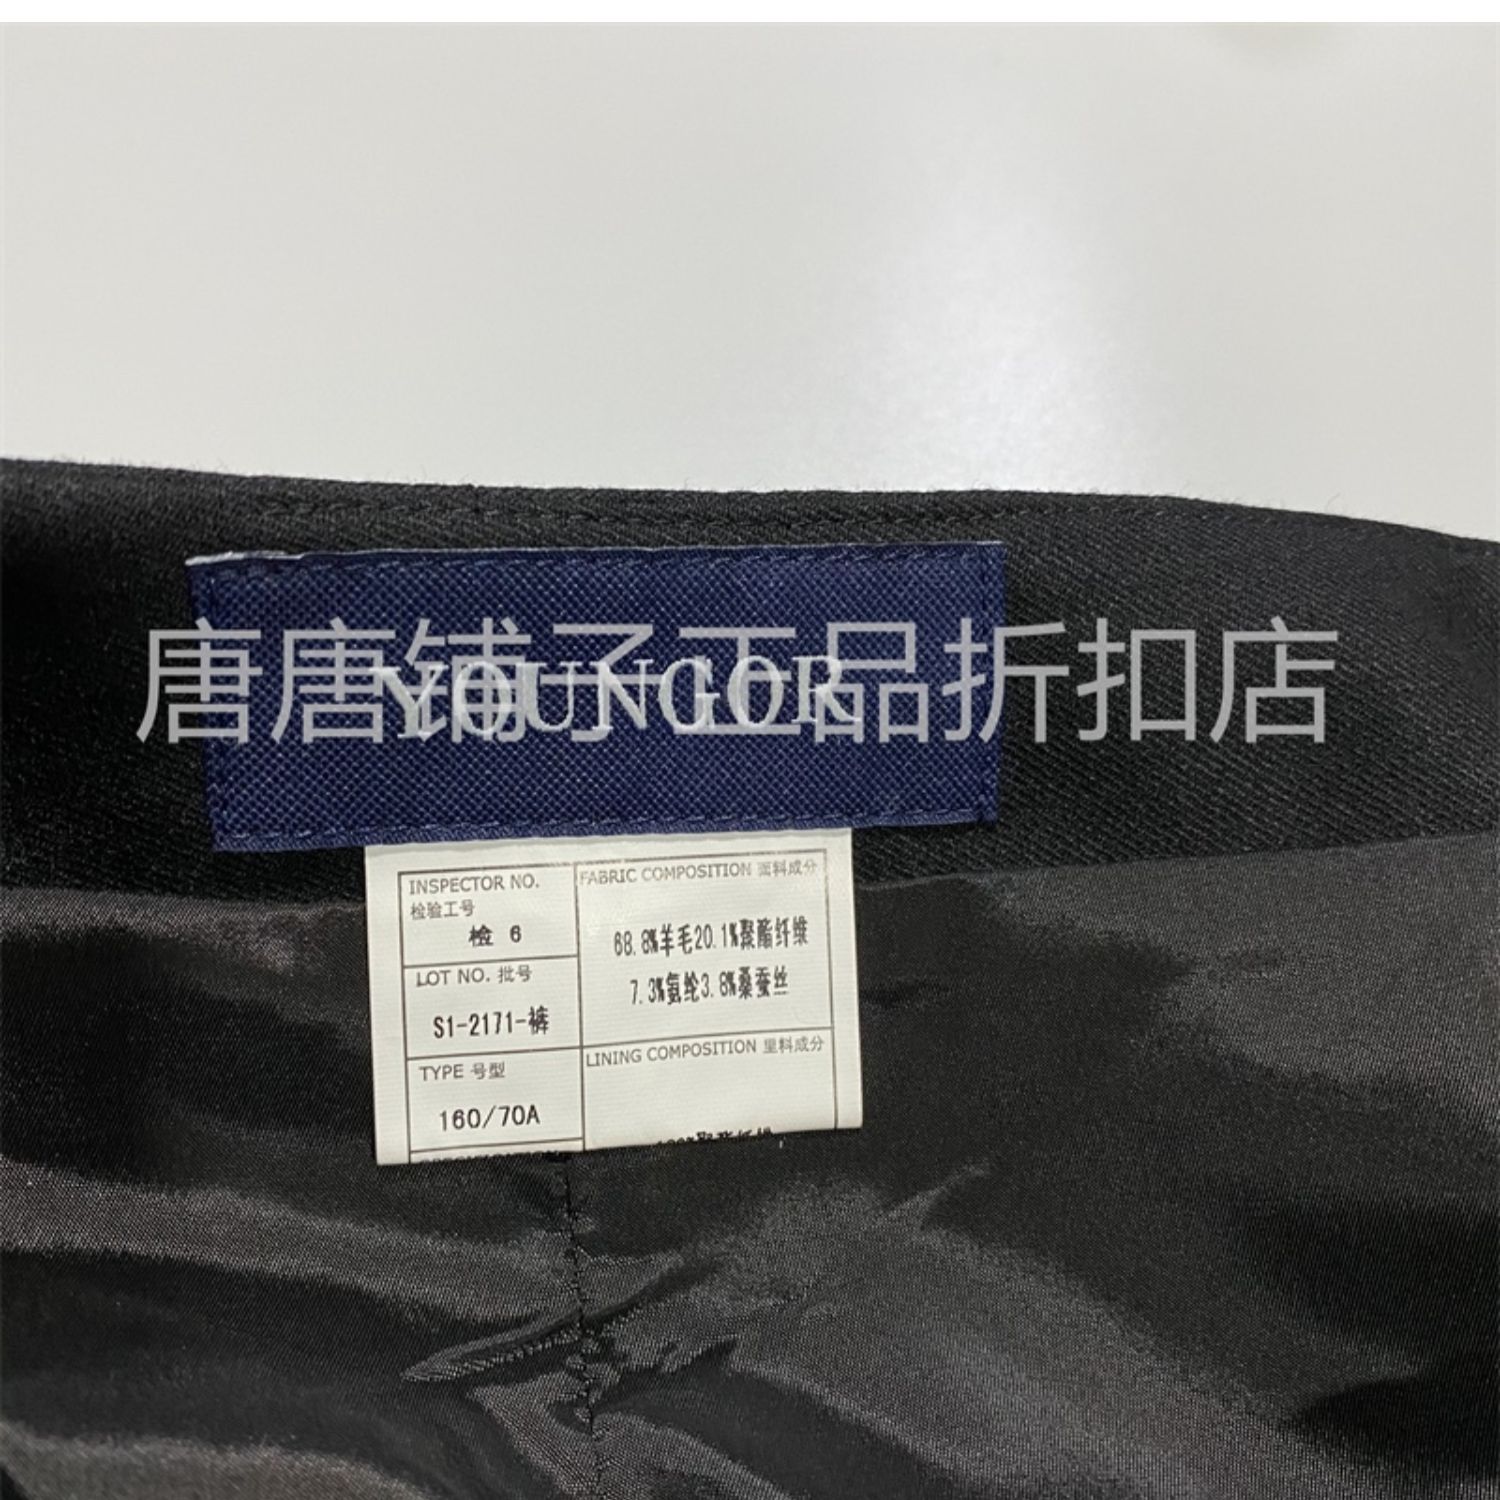 唐唐铺子正品折扣店
YOUNGOR
INSPECTOR NO.
检验工号
检 6
LOT NO. 批号
S1-2171-裤
TYPE 号型
160/70A
FABRIC COMPOSITION 面料成分
68.8%羊毛20.1%聚酯纤维
7.3%氨纶3.8%桑蚕丝
LINING COMPOSITION 里料成分